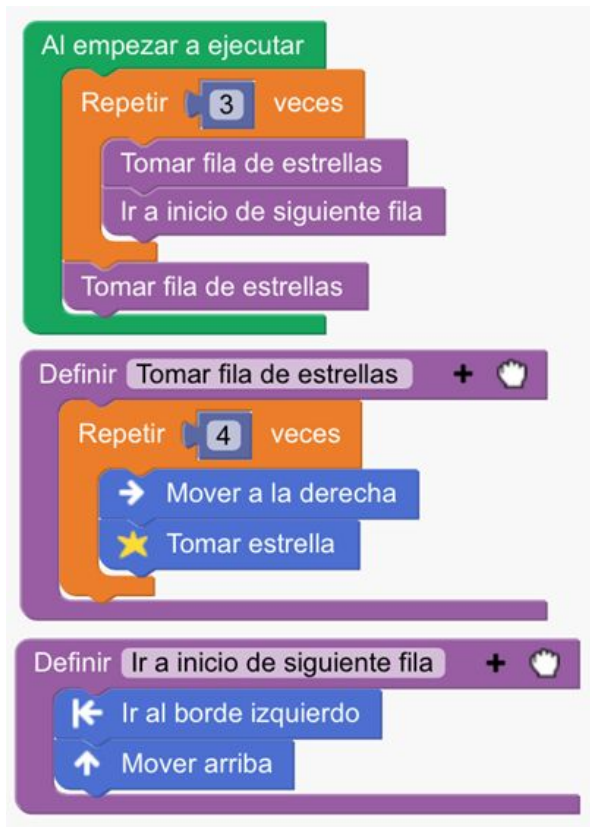 Al empezar a ejecutar
Repetir 3 veces
Tomar fila de estrellas
Ir a inicio de siguiente fila
Tomar fila de estrellas
Definir Tomar fila de estrellas +
Repetir 4 veces
Mover a la derecha
Tomar estrella
Definir Ir a inicio de siguiente fila +
Ir al borde izquierdo
Mover arriba